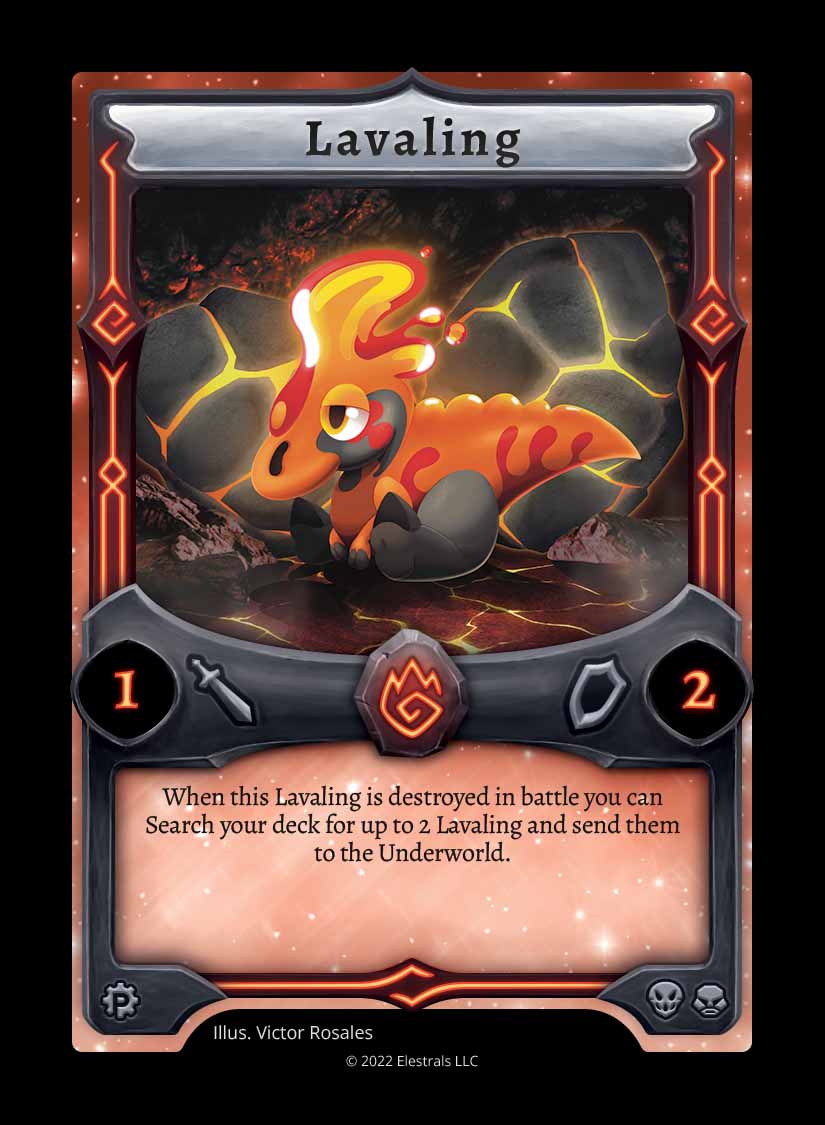 Lavaling
1
2
When this Lavaling is destroyed in battle you can
Search your deck for up to 2 Lavaling and send them
to the Underworld.
P
Illus. Victor Rosales
© 2022 Elestrals LLC